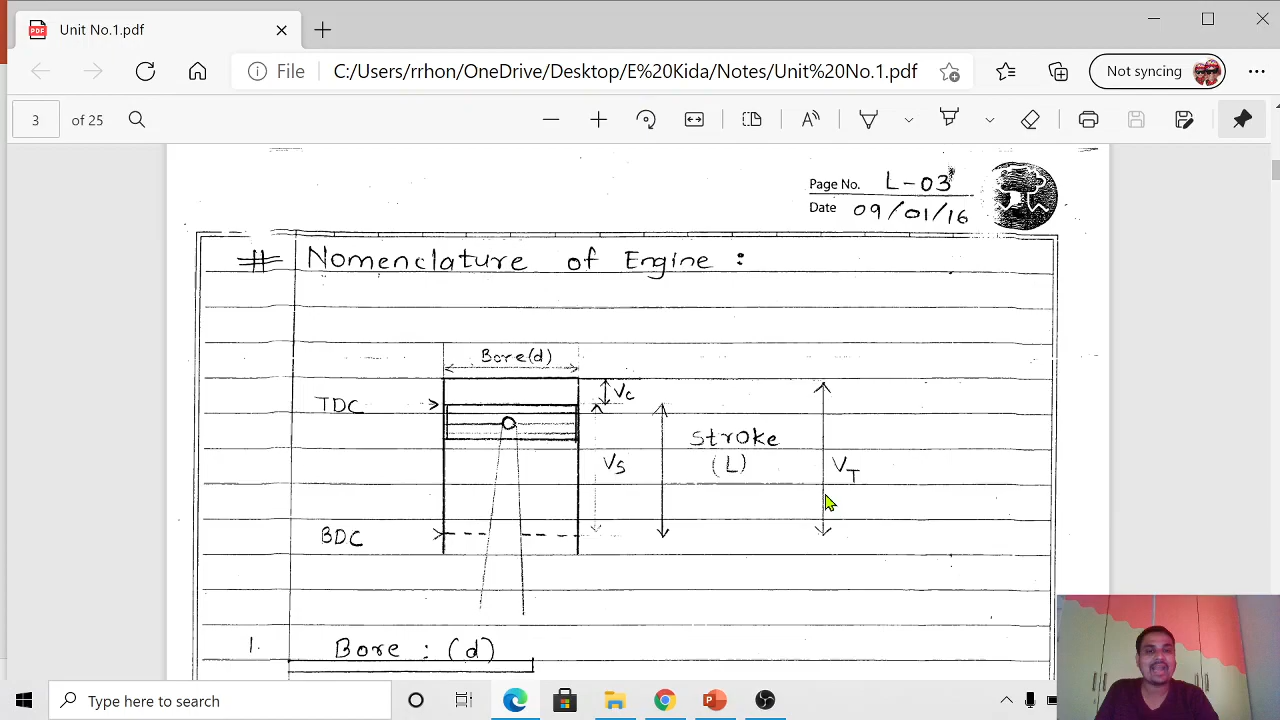 Unit No.1.pdf
File
C:/Users/rrhon/OneDrive/Desktop/E%20Kida/Notes/Unit%20No.1.pdf
Not syncing
3 of 25
Page No. L-03
Date 09/01/16
# Nomenclature of Engine :
Bore(d)
TDC
Vc
Stroke
(L)
Vs
VT
BDC
1. Bore : (d)
Type here to search